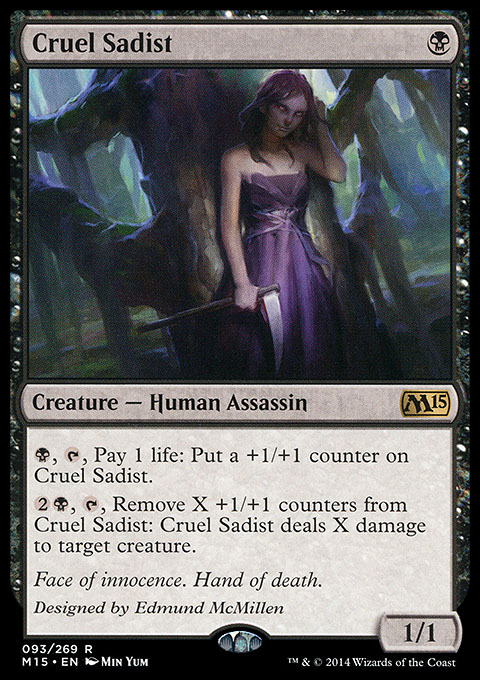 Cruel Sadist
M15
Creature — Human Assassin
, , Pay 1 life: Put a +1/+1 counter on
Cruel Sadist.
2, , Remove X +1/+1 counters from
Cruel Sadist: Cruel Sadist deals X damage
to target creature.
Face of innocence. Hand of death.
Designed by Edmund McMillen
1/1
093/269 R
M15 • EN Min Yum
™ & © 2014 Wizards of the Coast